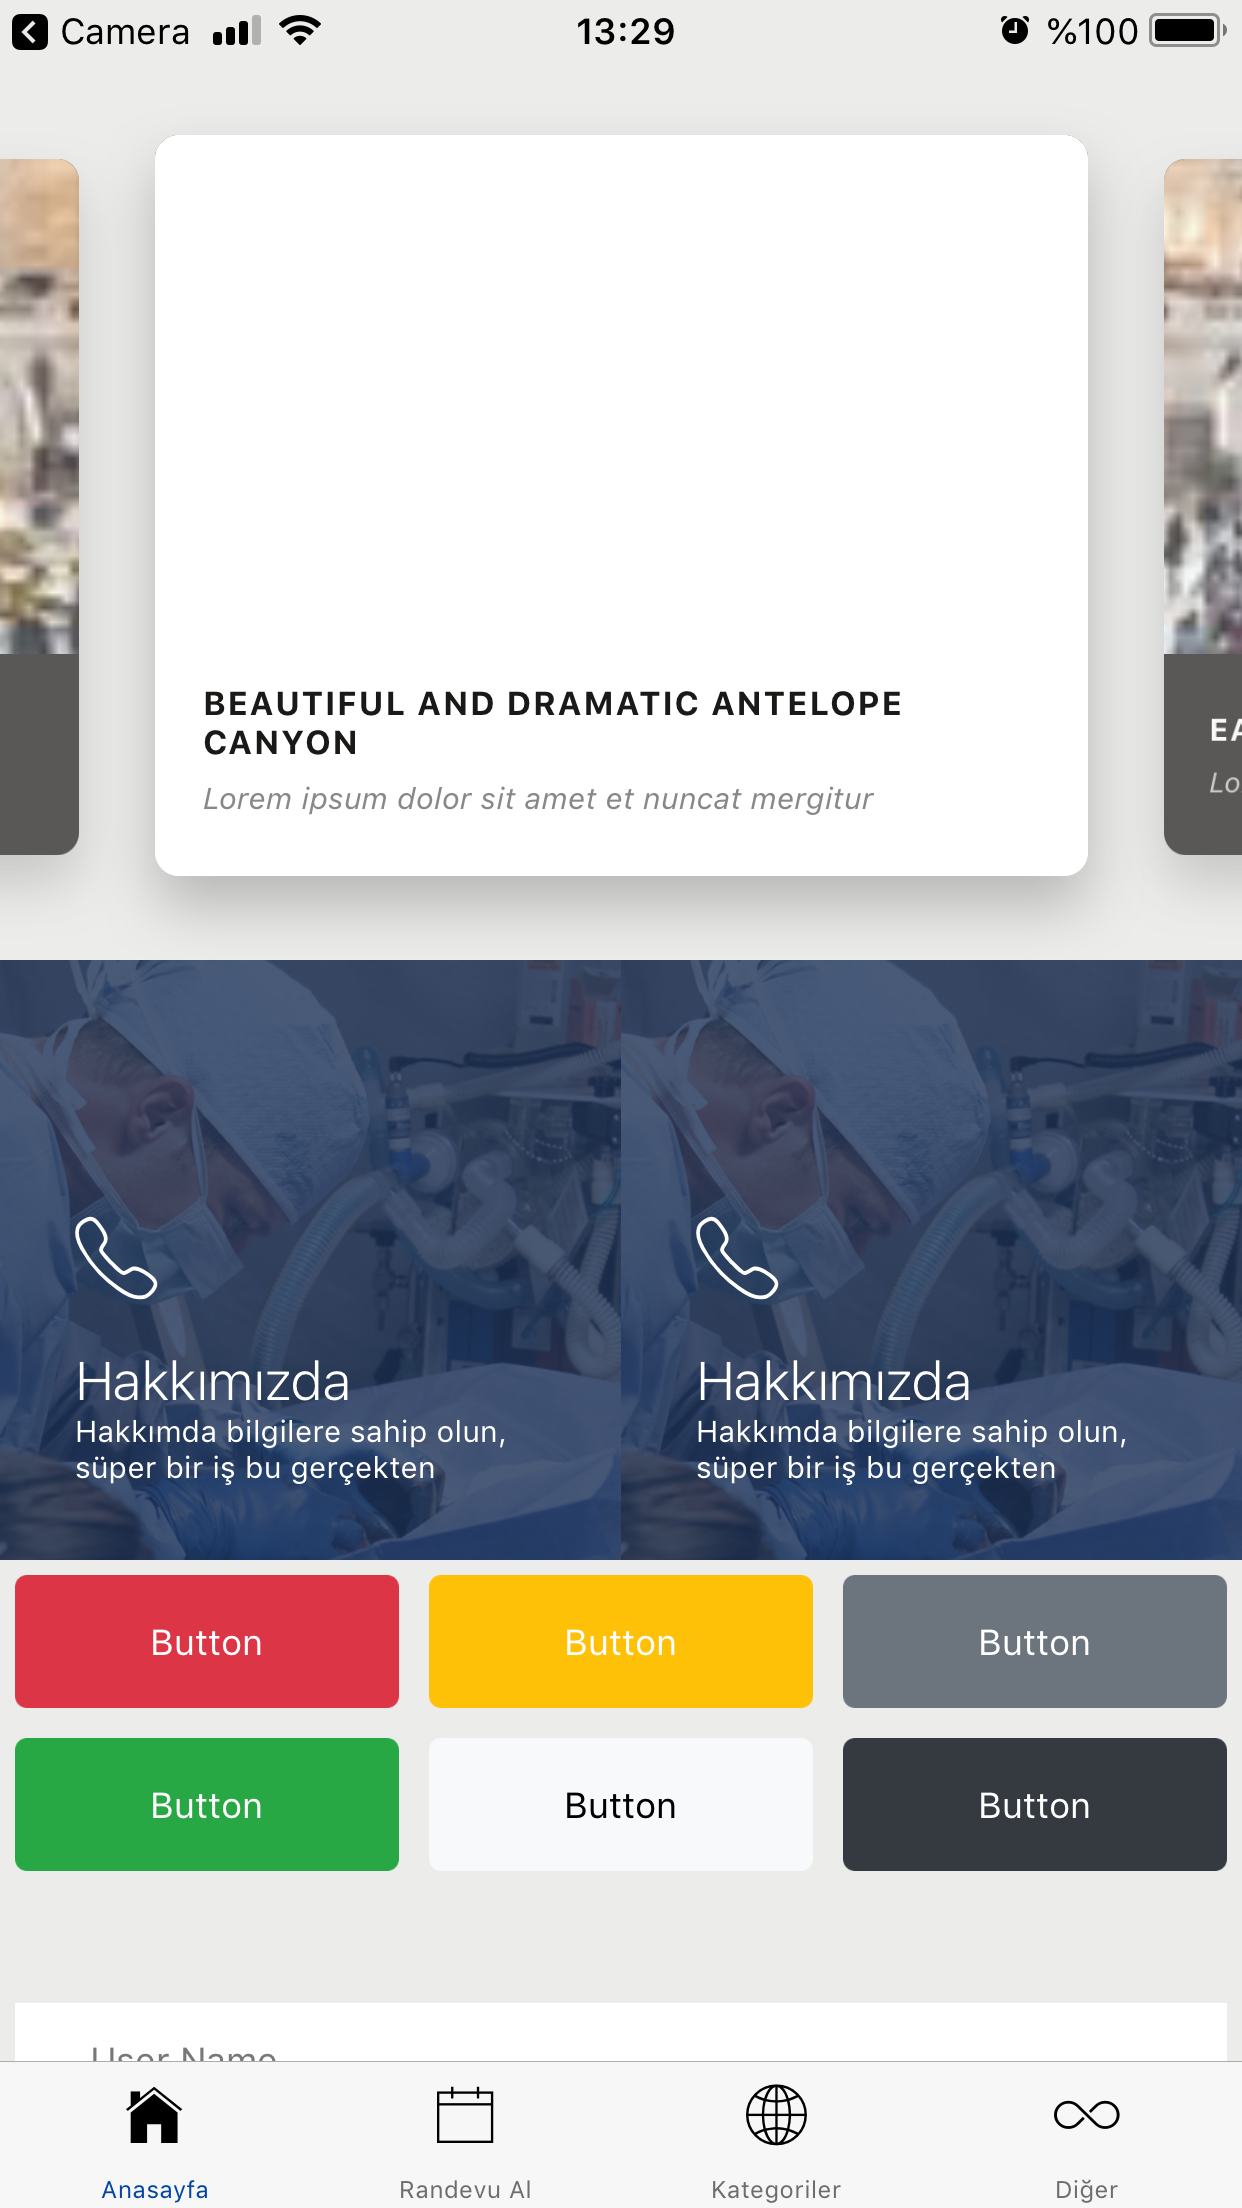 Camera
13:29
%100
BEAUTIFUL AND DRAMATIC ANTELOPE
CANYON
Lorem ipsum dolor sit amet et nuncat mergitur
EA
Lo
Hakkımızda
Hakkımda bilgilere sahip olun,
süper bir iş bu gerçekten
Hakkımızda
Hakkımda bilgilere sahip olun,
süper bir iş bu gerçekten
Button
Button
Button
Button
Button
Button
User Name
Anasayfa
Randevu Al
Kategoriler
Diğer